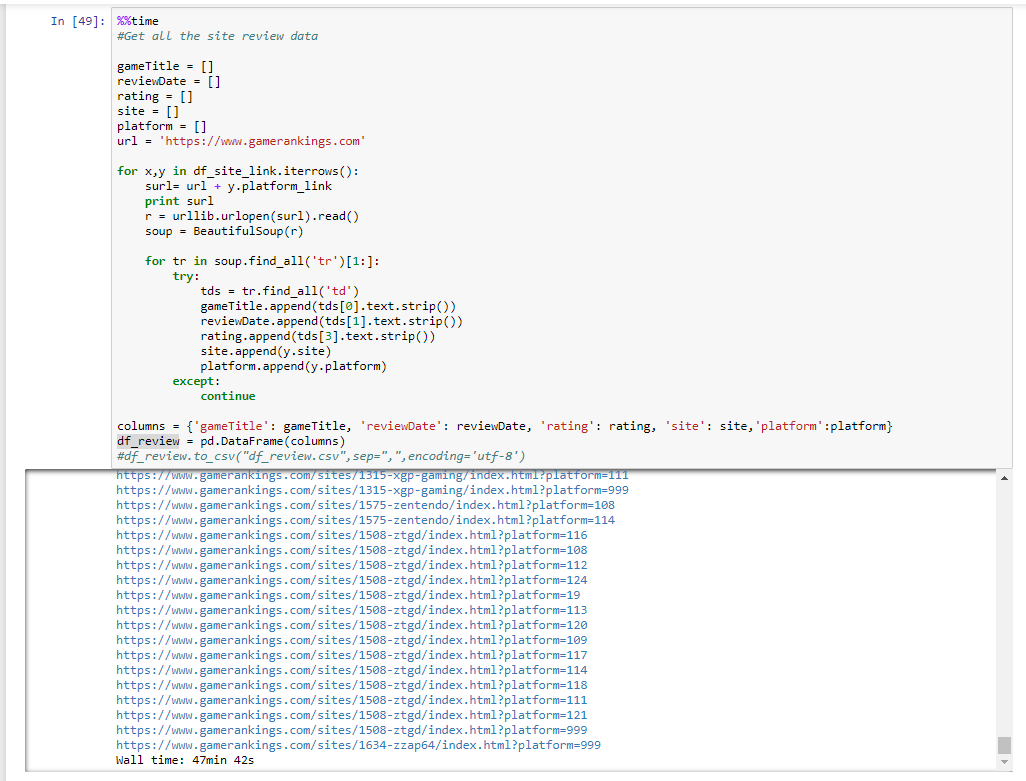 In [49]: %%time
#Get all the site review data

gameTitle = []
reviewDate = []
rating = []
site = []
platform = []
url = 'https://www.gamerankings.com'

for x,y in df_site_link.iterrows():
    surl= url + y.platform_link
    print surl
    r = urllib.urlopen(surl).read()
    soup = BeautifulSoup(r)

    for tr in soup.find_all('tr')[1:]:
        try:
            tds = tr.find_all('td')
            gameTitle.append(tds[0].text.strip())
            reviewDate.append(tds[1].text.strip())
            rating.append(tds[3].text.strip())
            site.append(y.site)
            platform.append(y.platform)
        except:
            continue

columns = {'gameTitle': gameTitle, 'reviewDate': reviewDate, 'rating': rating, 'site': site,'platform':platform}
df_review = pd.DataFrame(columns)
#df_review.to_csv("df_review.csv",sep=",",encoding='utf-8')
https://www.gamerankings.com/sites/1315-xgp-gaming/index.html?platform=111
https://www.gamerankings.com/sites/1315-xgp-gaming/index.html?platform=999
https://www.gamerankings.com/sites/1575-zentendo/index.html?platform=108
https://www.gamerankings.com/sites/1575-zentendo/index.html?platform=114
https://www.gamerankings.com/sites/1508-ztgd/index.html?platform=116
https://www.gamerankings.com/sites/1508-ztgd/index.html?platform=108
https://www.gamerankings.com/sites/1508-ztgd/index.html?platform=112
https://www.gamerankings.com/sites/1508-ztgd/index.html?platform=124
https://www.gamerankings.com/sites/1508-ztgd/index.html?platform=19
https://www.gamerankings.com/sites/1508-ztgd/index.html?platform=113
https://www.gamerankings.com/sites/1508-ztgd/index.html?platform=120
https://www.gamerankings.com/sites/1508-ztgd/index.html?platform=109
https://www.gamerankings.com/sites/1508-ztgd/index.html?platform=117
https://www.gamerankings.com/sites/1508-ztgd/index.html?platform=114
https://www.gamerankings.com/sites/1508-ztgd/index.html?platform=118
https://www.gamerankings.com/sites/1508-ztgd/index.html?platform=111
https://www.gamerankings.com/sites/1508-ztgd/index.html?platform=121
https://www.gamerankings.com/sites/1508-ztgd/index.html?platform=999
https://www.gamerankings.com/sites/1634-zzap64/index.html?platform=999
Wall time: 47min 42s